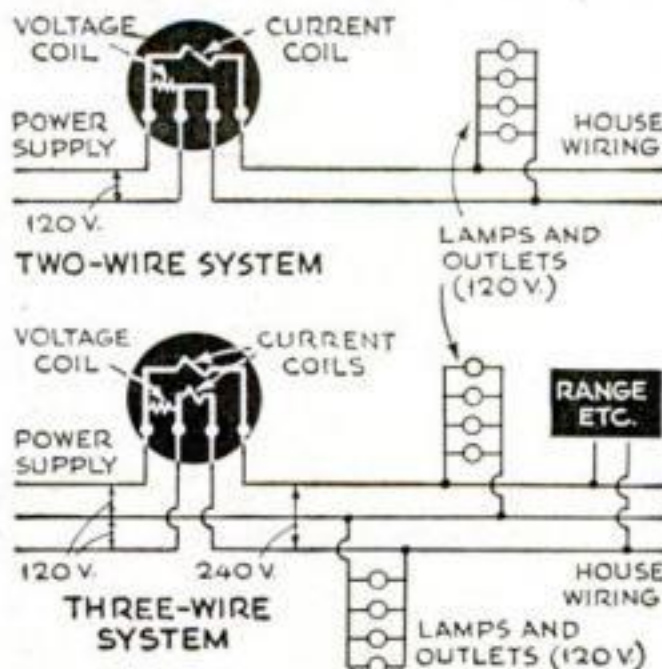 VOLTAGE
COIL
CURRENT
COIL
POWER
SUPPLY
HOUSE
WIRING
120 V.
TWO-WIRE SYSTEM
LAMPS AND
OUTLETS
(120 V.)
VOLTAGE
COIL
CURRENT
COILS
RANGE
ETC.
POWER
SUPPLY
120 V.
240 V.
HOUSE
WIRING
THREE-WIRE
SYSTEM
LAMPS AND
OUTLETS (120 V.)